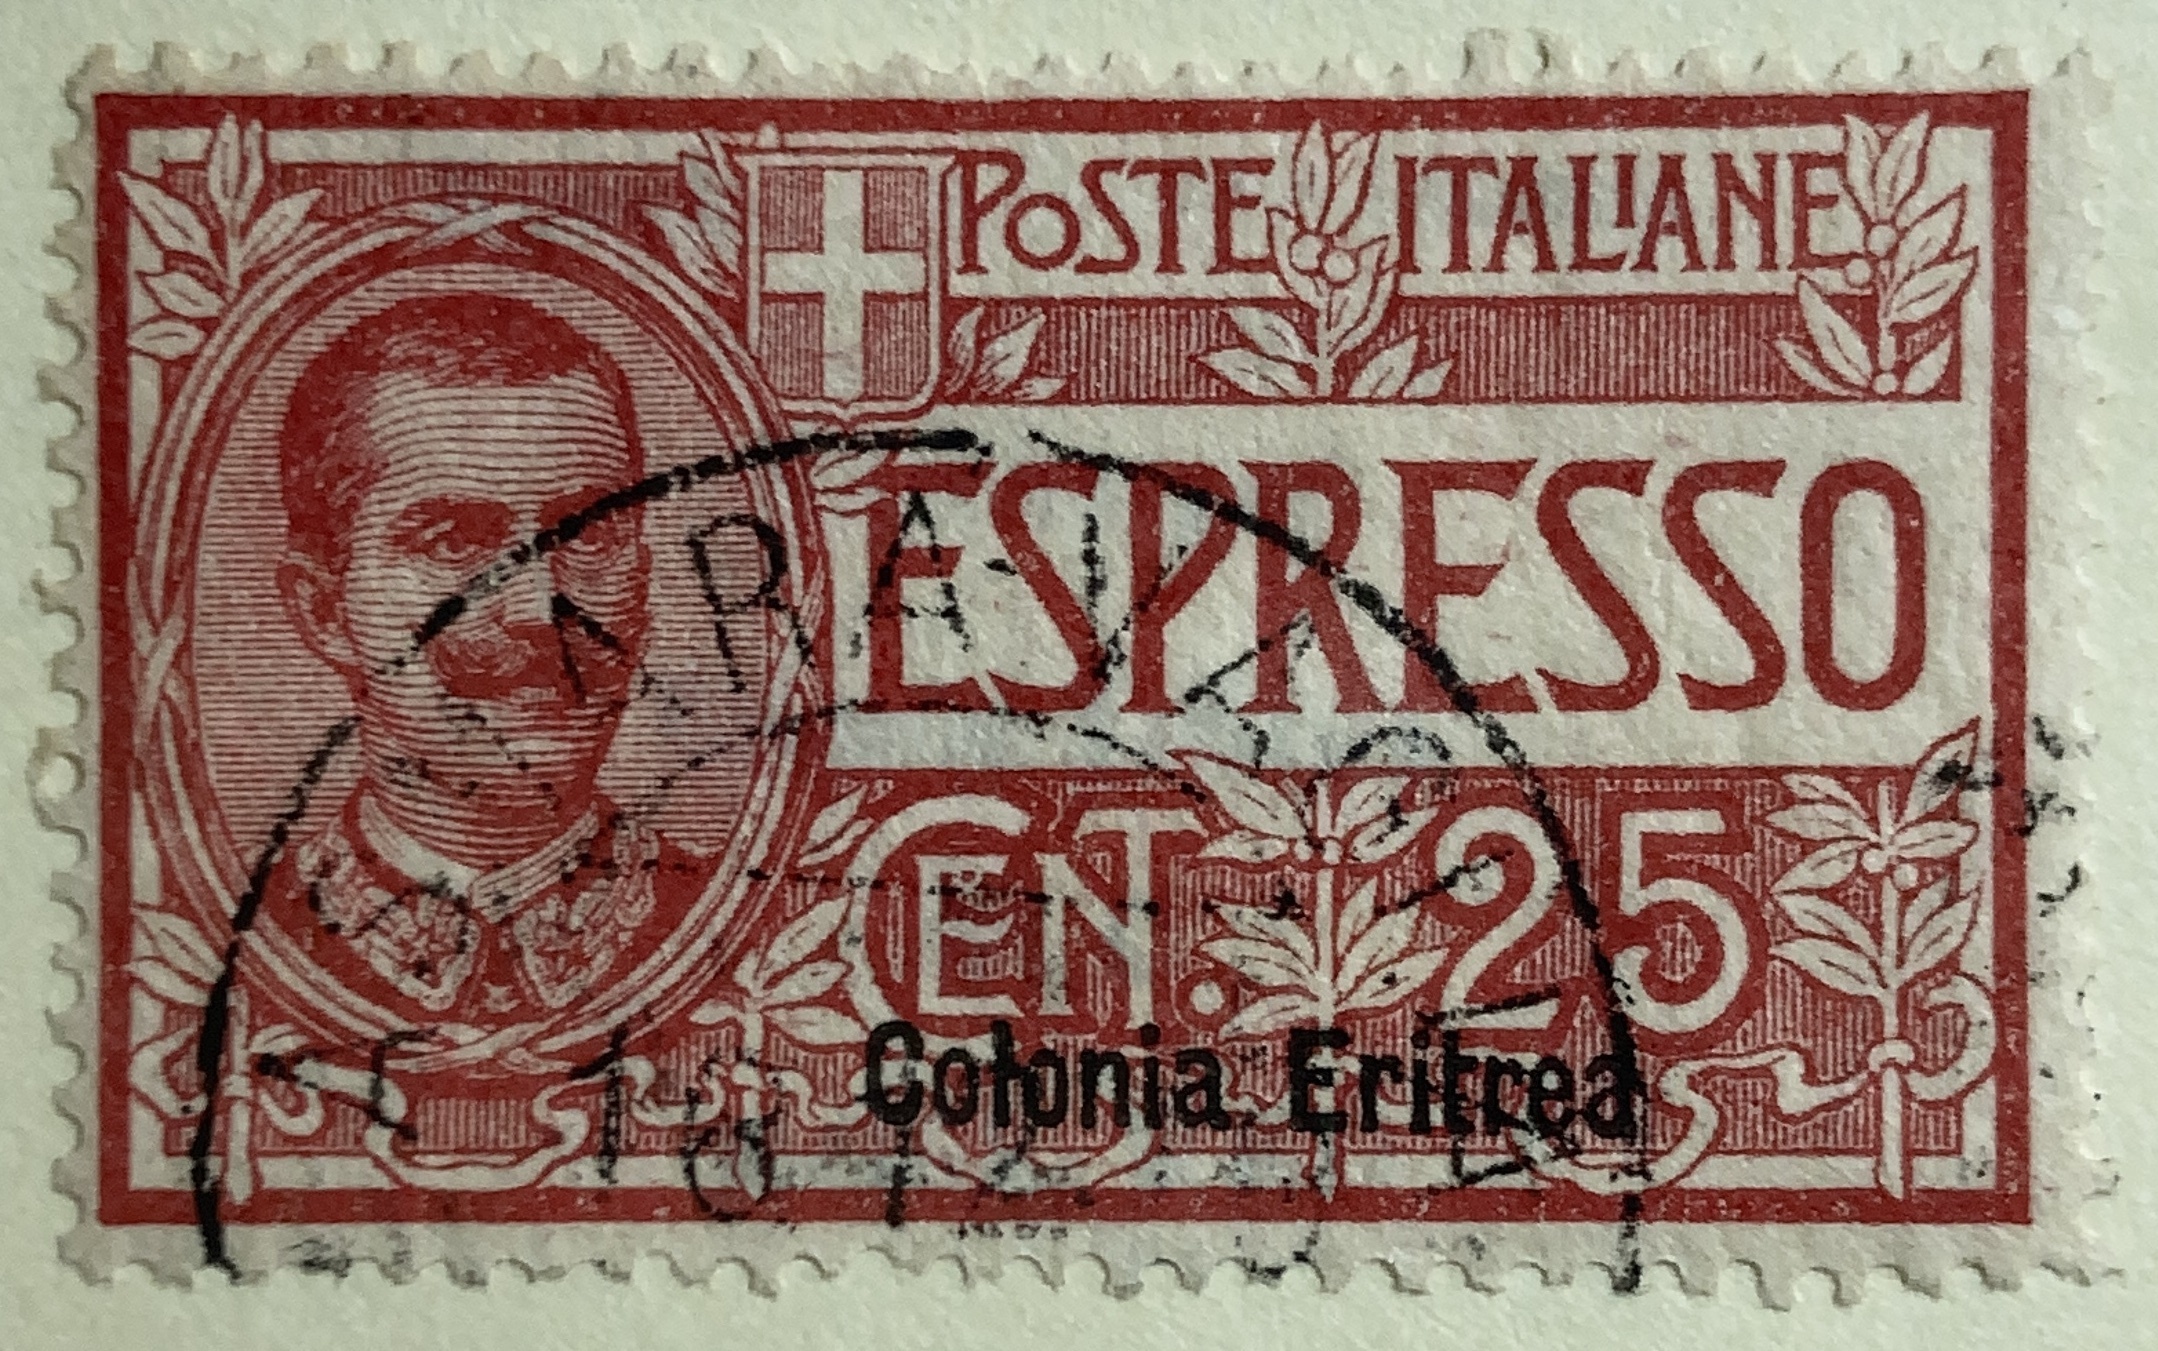 POSTE ITALIANE
ESPRESSO
CENT. 25
Colonia Eritrea